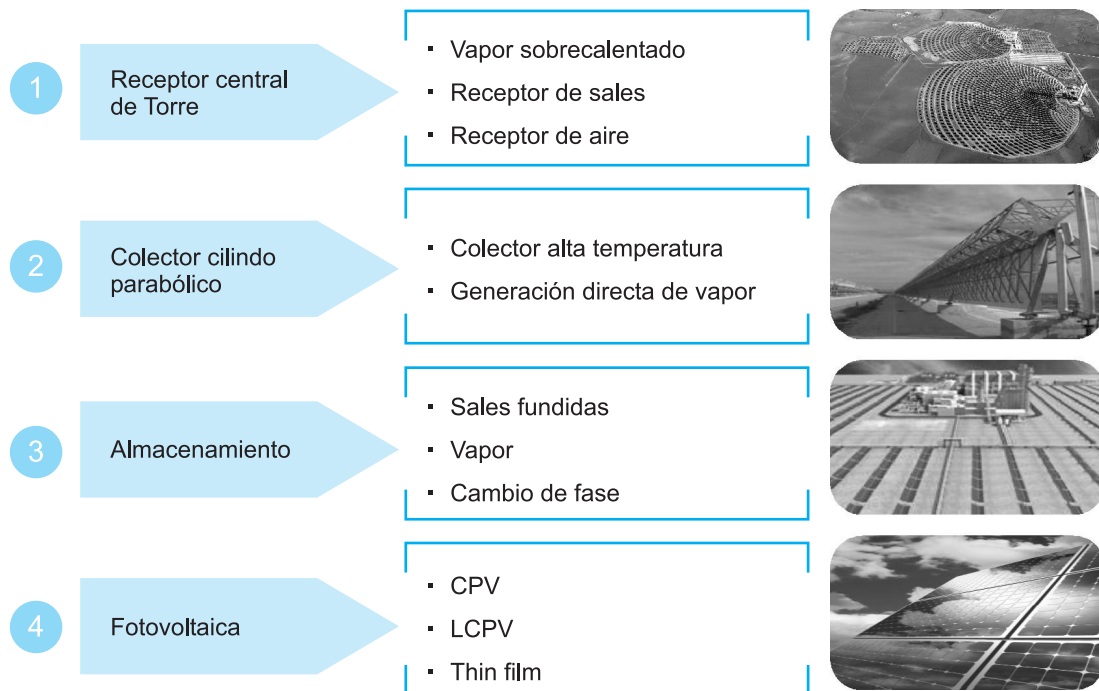 1
Receptor central
de Torre
▪ Vapor sobrecalentado
▪ Receptor de sales
▪ Receptor de aire
2
Colector cilindo
parabólico
▪ Colector alta temperatura
▪ Generación directa de vapor
3
Almacenamiento
▪ Sales fundidas
▪ Vapor
▪ Cambio de fase
4
Fotovoltaica
▪ CPV
▪ LCPV
▪ Thin film